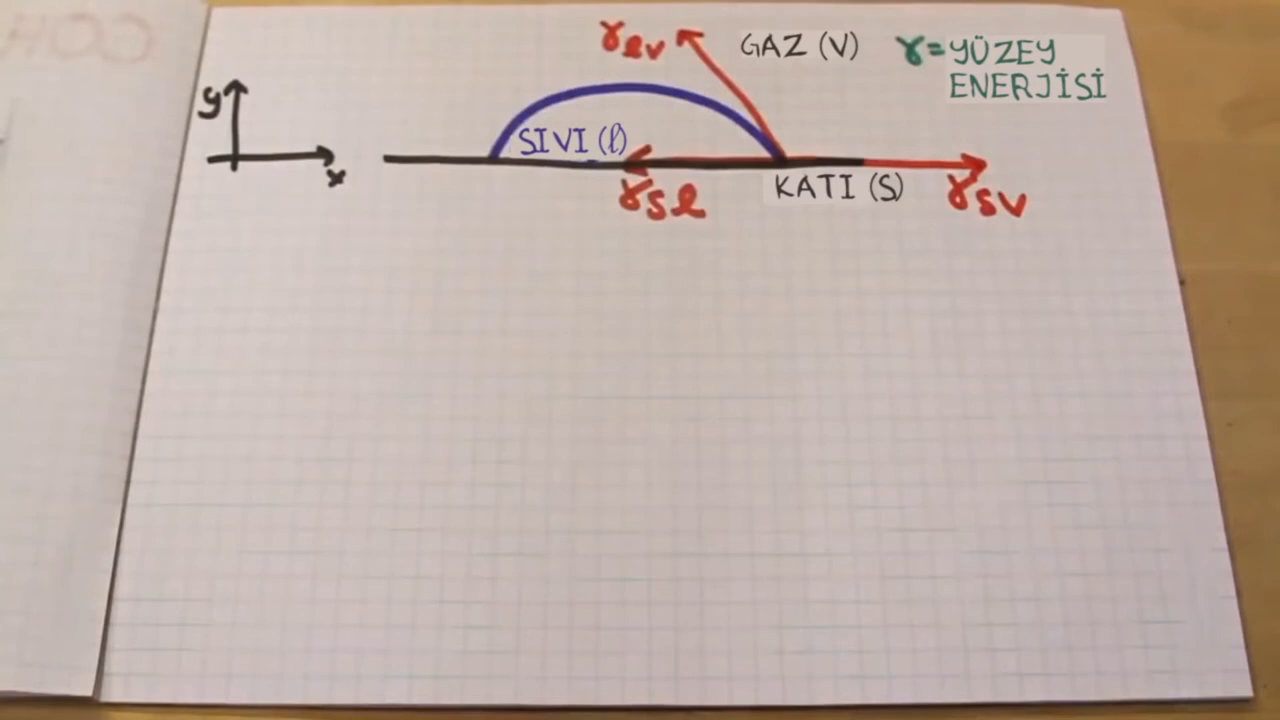 γlv
GAZ (V)
γ= YÜZEY
ENERJİSİ
y
SIVI (l)
x
γsl
KATI (S)
γsv